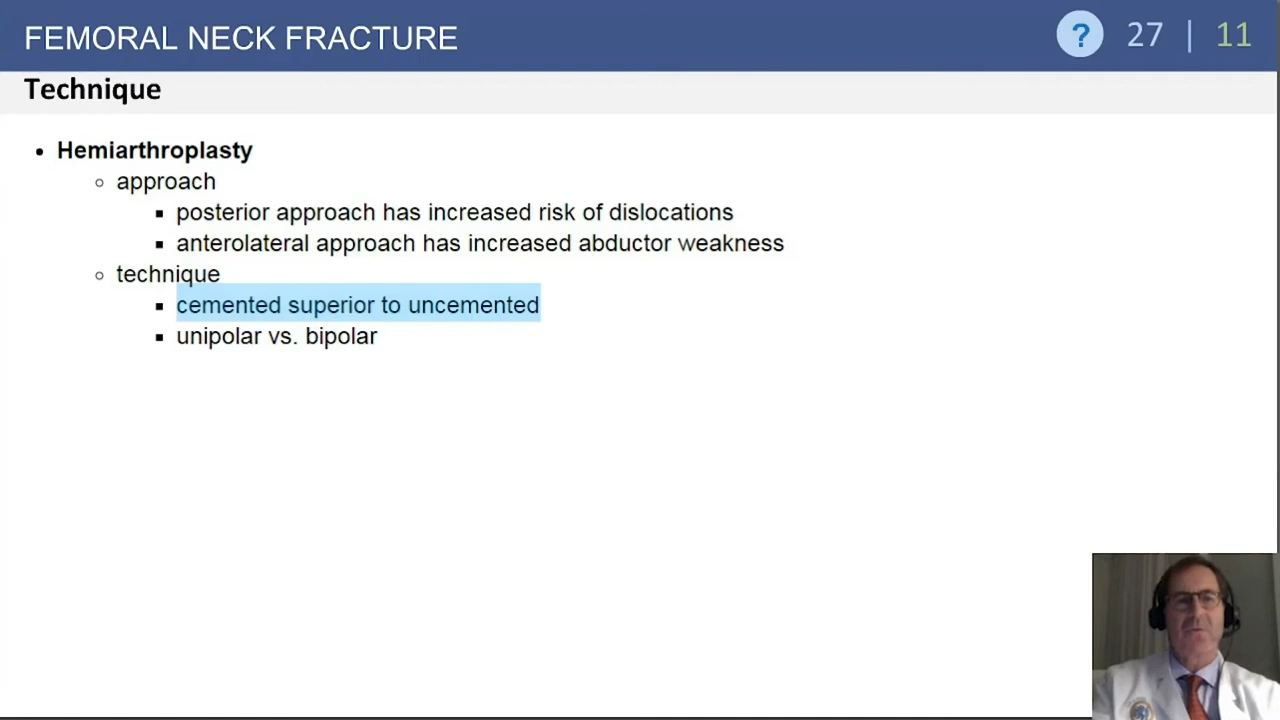 FEMORAL NECK FRACTURE
? 27 | 11
Technique
• Hemiarthroplasty
◦ approach
▪ posterior approach has increased risk of dislocations
▪ anterolateral approach has increased abductor weakness
◦ technique
▪ cemented superior to uncemented
▪ unipolar vs. bipolar